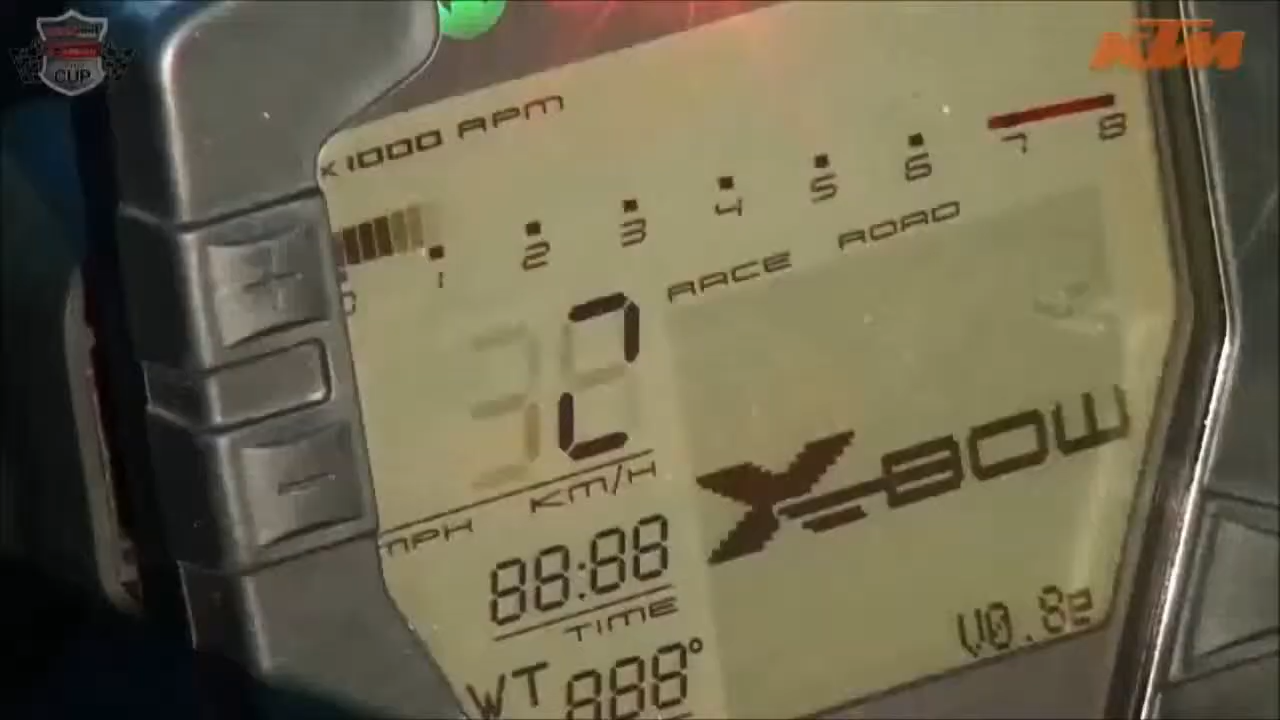 CUP
KTM
x1000 RPM
0 1 2 3 4 5 6 7 8
RACE ROAD
+
-
X-BOW
MPH KM/H
88:88
TIME
V0.8e
WT 888°